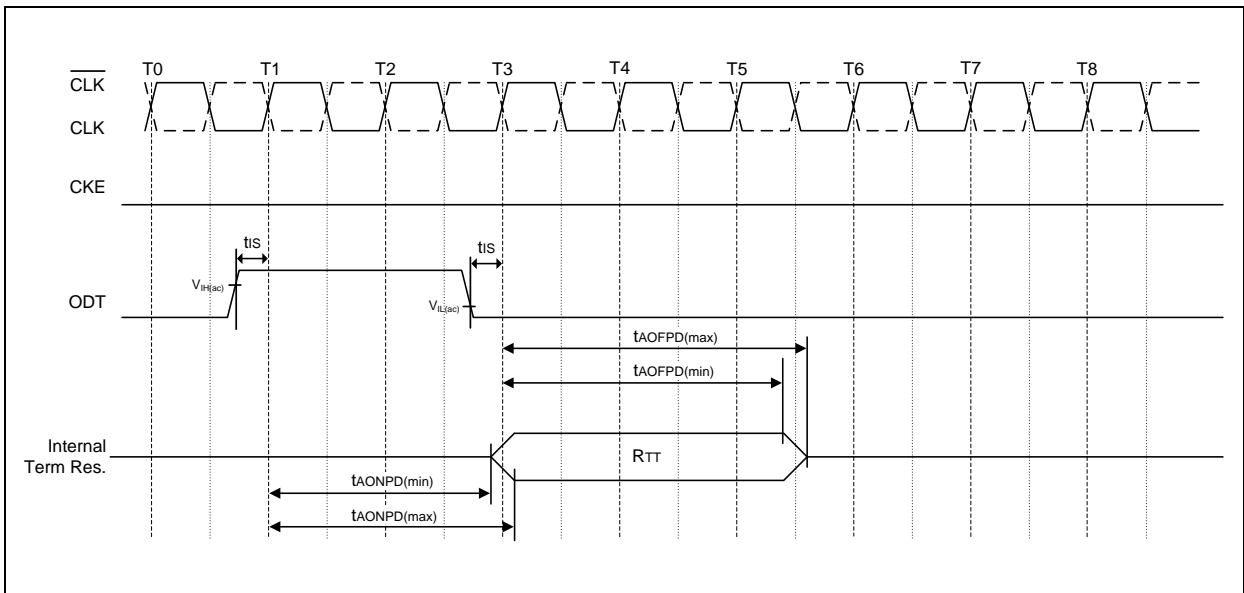 T0 T1 T2 T3 T4 T5 T6 T7 T8
CLK
CLK
CKE
tIS tIS
VIH(ac)
ODT
VIL(ac)
tAOFPD(max)
tAOFPD(min)
Internal
Term Res.
RTT
tAONPD(min)
tAONPD(max)